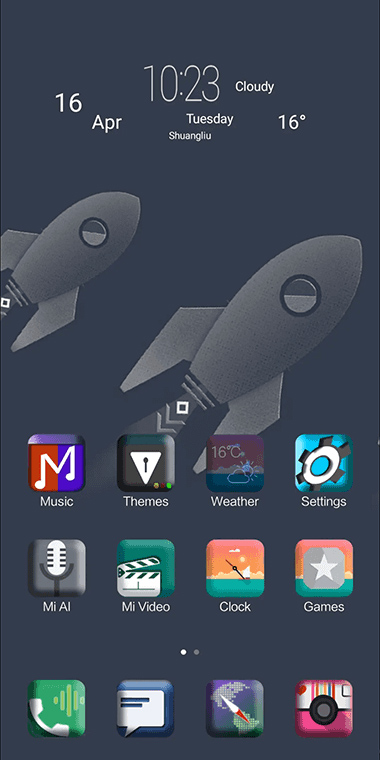 10:23
Cloudy
16
Apr
Tuesday
16°
Shuangliu
16°C
Music
Themes
Weather
Settings
Mi AI
Mi Video
Clock
Games